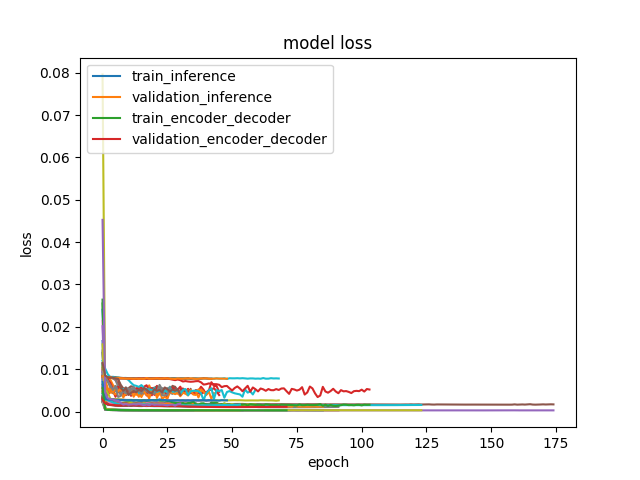 model loss
train_inference
validation_inference
train_encoder_decoder
validation_encoder_decoder
0.08
0.07
0.06
0.05
0.04
0.03
0.02
0.01
0.00
loss
0 25 50 75 100 125 150 175
epoch